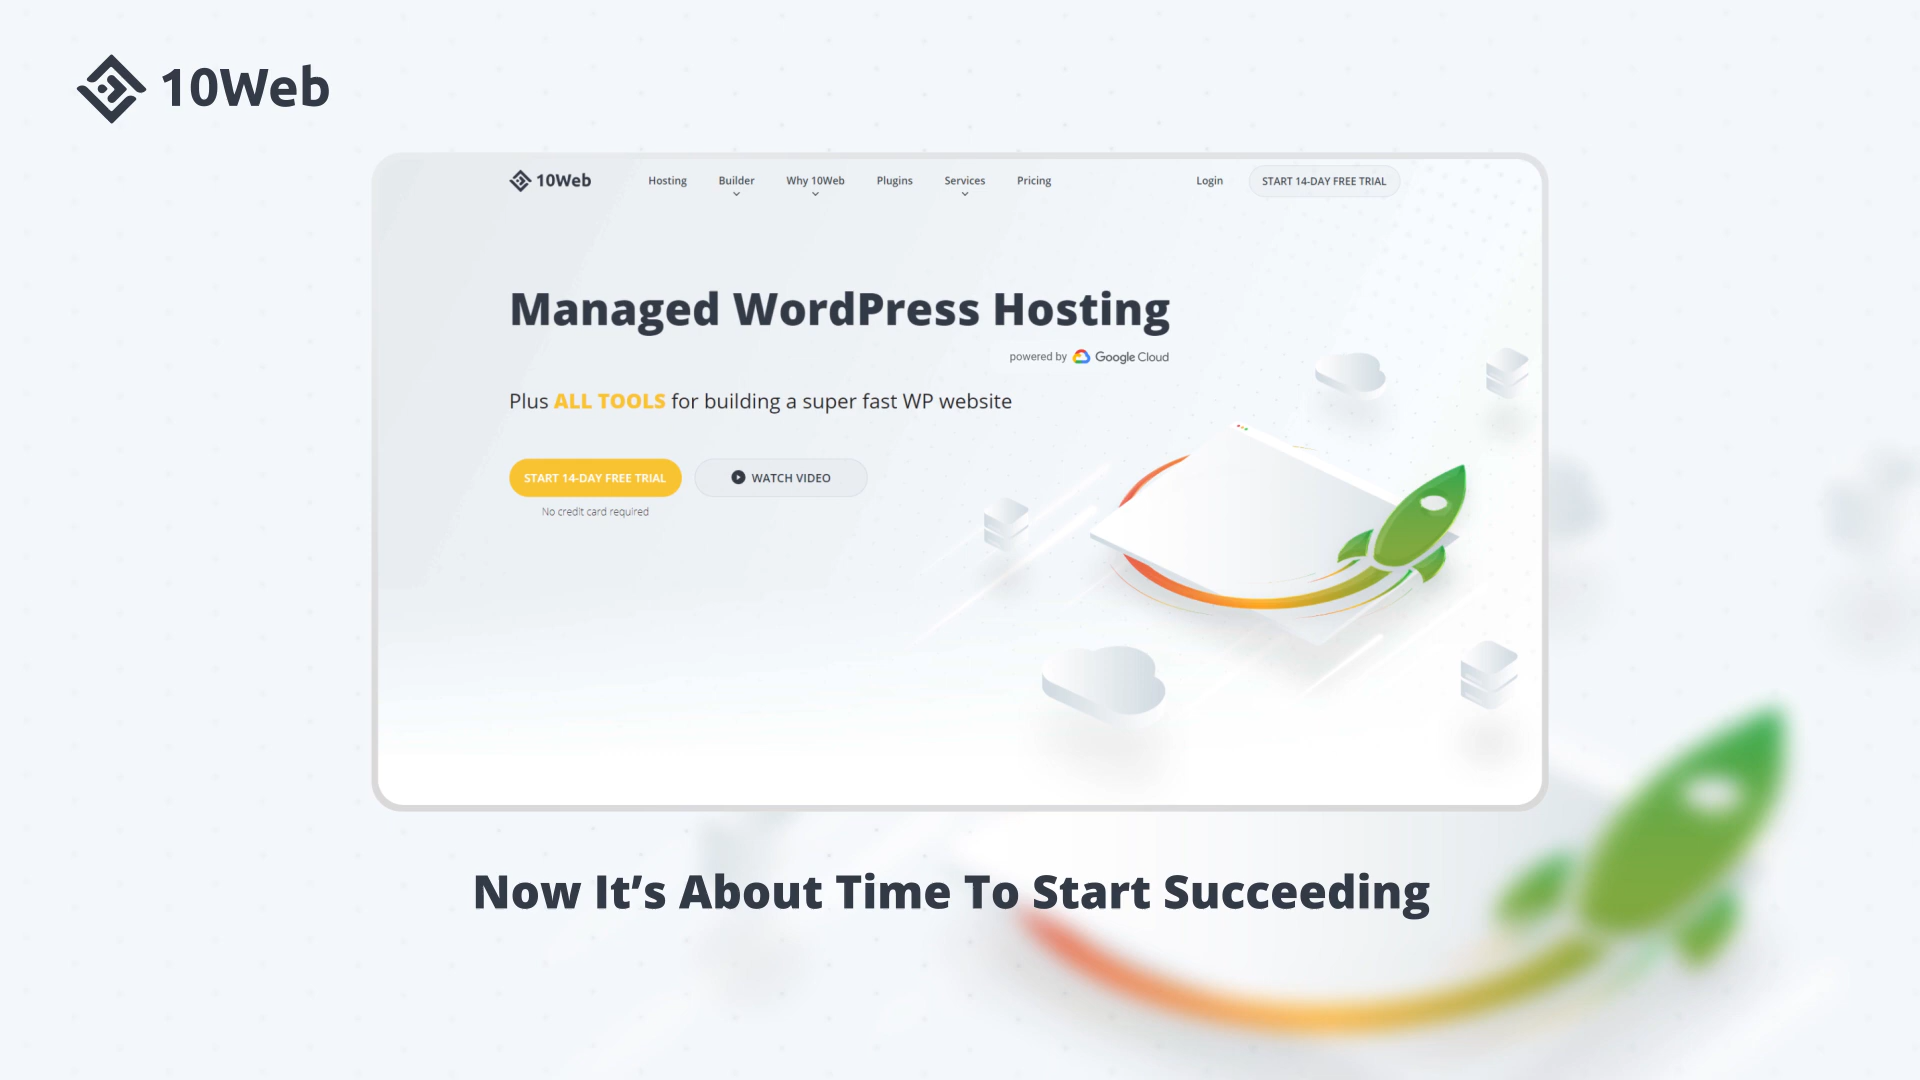 10Web
10Web Hosting Builder Why 10Web Plugins Services Pricing Login START 14-DAY FREE TRIAL
Managed WordPress Hosting
powered by Google Cloud
Plus ALL TOOLS for building a super fast WP website
START 14-DAY FREE TRIAL WATCH VIDEO
No credit card required
Now It’s About Time To Start Succeeding